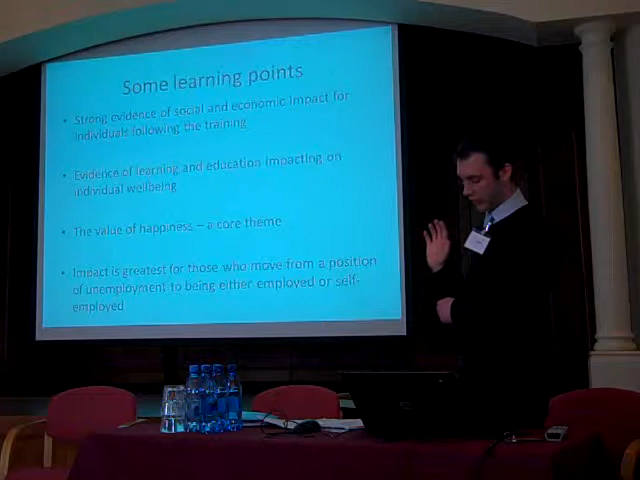 Some learning points
• Strong evidence of social and economic impact for
individuals following the training
• Evidence of learning and education impacting on
individual wellbeing
• The value of happiness – a core theme
• Impact is greatest for those who move from a position
of unemployment to being either employed or self-
employed